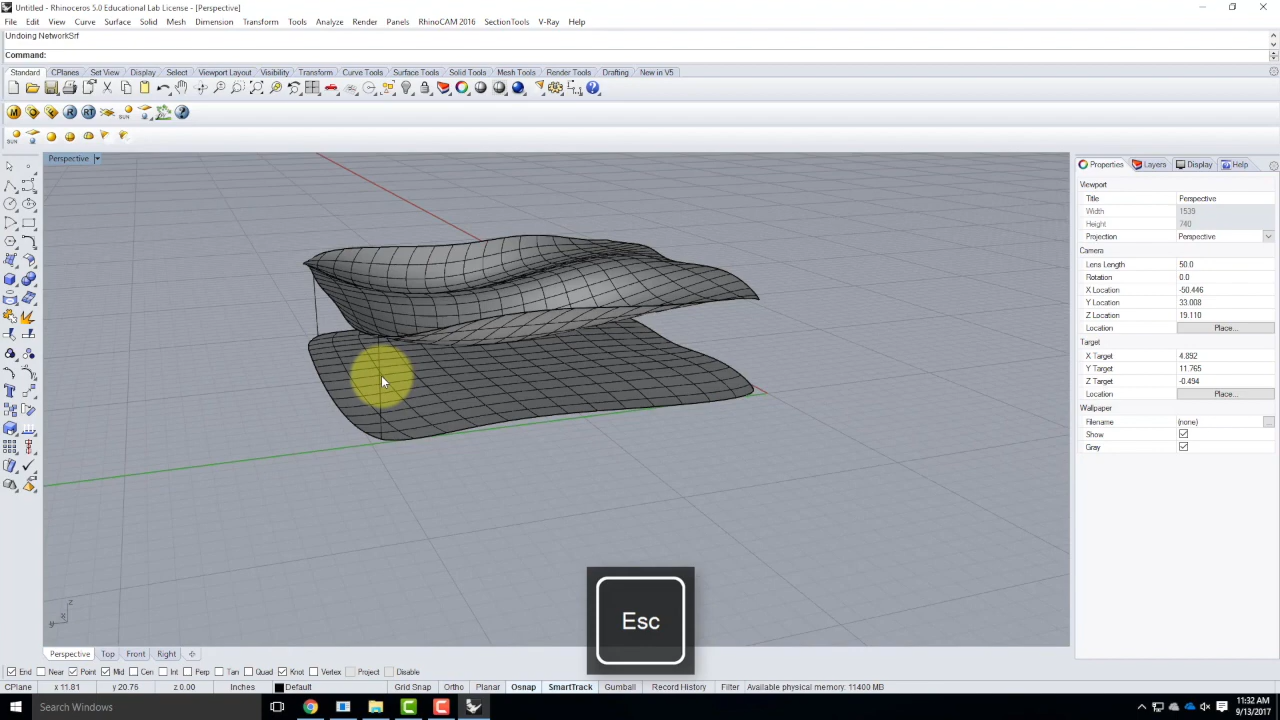 Untitled - Rhinoceros 5.0 Educational Lab License - [Perspective]
File Edit View Curve Surface Solid Mesh Dimension Transform Tools Analyze Render Panels RhinoCAM 2016 SectionTools V-Ray Help
Undoing NetworkSrf
Command:
Standard CPlanes Set View Display Select Viewport Layout Visibility Transform Curve Tools Surface Tools Solid Tools Mesh Tools Render Tools Drafting New in V5
M R RT SUN
SUN
Perspective
Properties Layers Display Help
Viewport
Title Perspective
Width 1539
Height 740
Projection Perspective
Camera
Lens Length 50.0
Rotation 0.0
X Location -50.446
Y Location 33.008
Z Location 19.110
Location Place...
Target
X Target 4.892
Y Target 11.765
Z Target -0.494
Location Place...
Wallpaper
Filename (none) ...
Show
Gray
Esc
z
y x
Perspective Top Front Right
End Near Point Mid Cen Int Perp Tan Quad Knot Vertex Project Disable
CPlane x 11.81 y 20.76 z 0.00 Inches Default Grid Snap Ortho Planar Osnap SmartTrack Gumball Record History Filter Available physical memory: 11400 MB
Search Windows
11:32 AM
9/13/2017